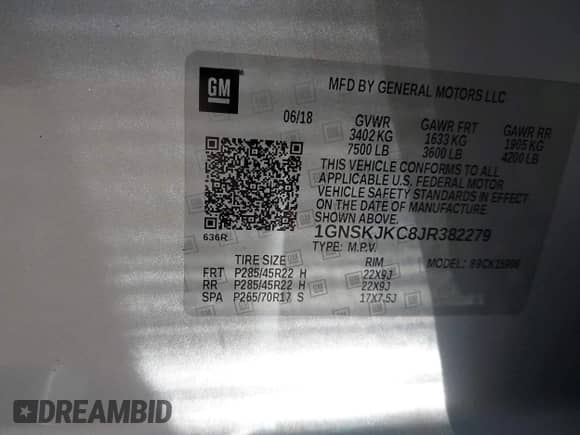 GM
MFD BY GENERAL MOTORS LLC
06/18
GVWR GAWR FRT GAWR RR
3402 KG 1633 KG 1905 KG
7500 LB 3600 LB 4200 LB
THIS VEHICLE CONFORMS TO ALL
APPLICABLE U.S. FEDERAL MOTOR
VEHICLE SAFETY STANDARDS IN EFFECT
ON THE DATE OF MANUFACTURE
SHOWN ABOVE.
636R
1GNSKJKC8JR382279
TYPE: M.P.V.
MODEL:
TIRE SIZE RIM
FRT P285/45R22 H 22X9J
RR P285/45R22 H 22X9J
SPA P265/70R17 S 17X7.5J
DREAMBID